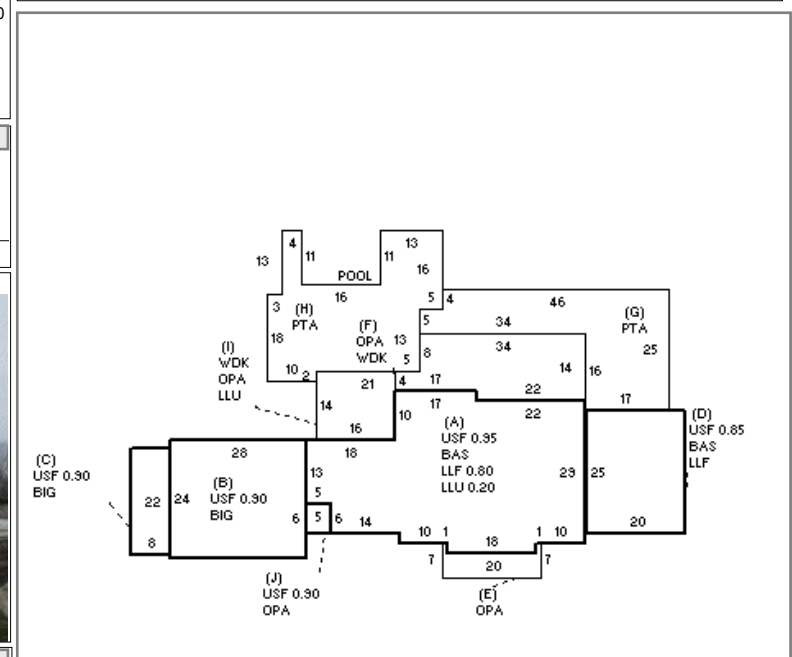 4
13
11
11
13
16
POOL
16
3
(H)
PTA
18
(F)
OPA
WDK
13
5
5
4
46
5
34
(G)
PTA
25
34
8
14
16
(I)
WDK
OPA
LLU
10
2
21
5
4
17
22
17
14
16
10
17
22
(A)
USF 0.95
BAS
LLF 0.80
LLU 0.20
(D)
USF 0.85
BAS
LLF
(C)
USF 0.90
BIG
28
18
22
24
(B)
USF 0.90
BIG
13
5
29
25
6
5
6
14
10
1
18
1
10
20
8
7
20
7
(J)
USF 0.90
OPA
(E)
OPA